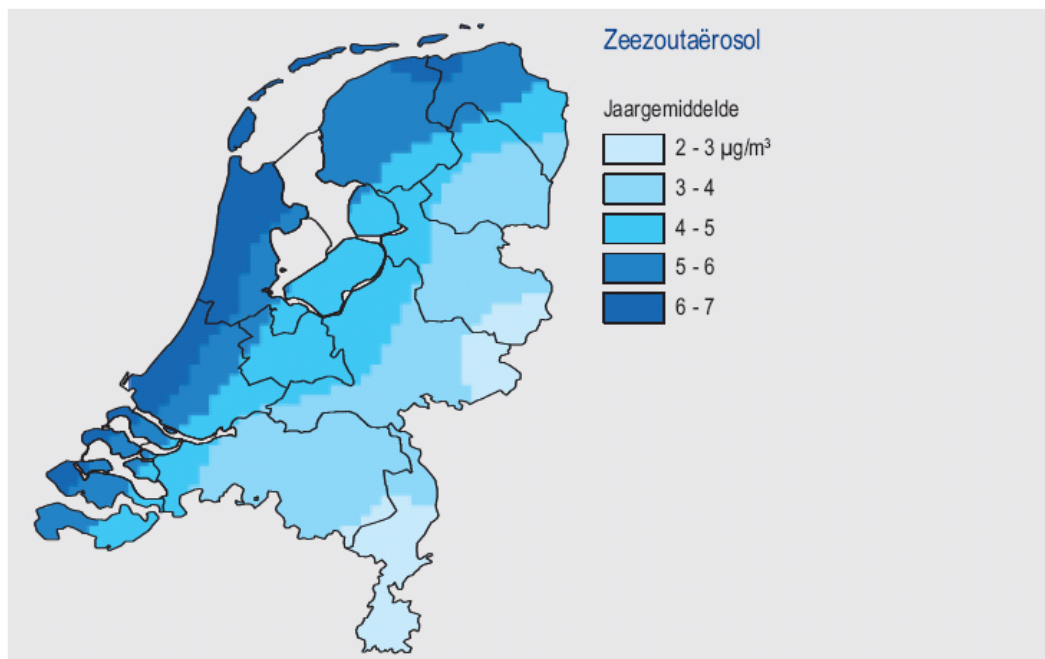 Zeezoutaërosol
Jaargemiddelde
2 - 3 µg/m³
3 - 4
4 - 5
5 - 6
6 - 7